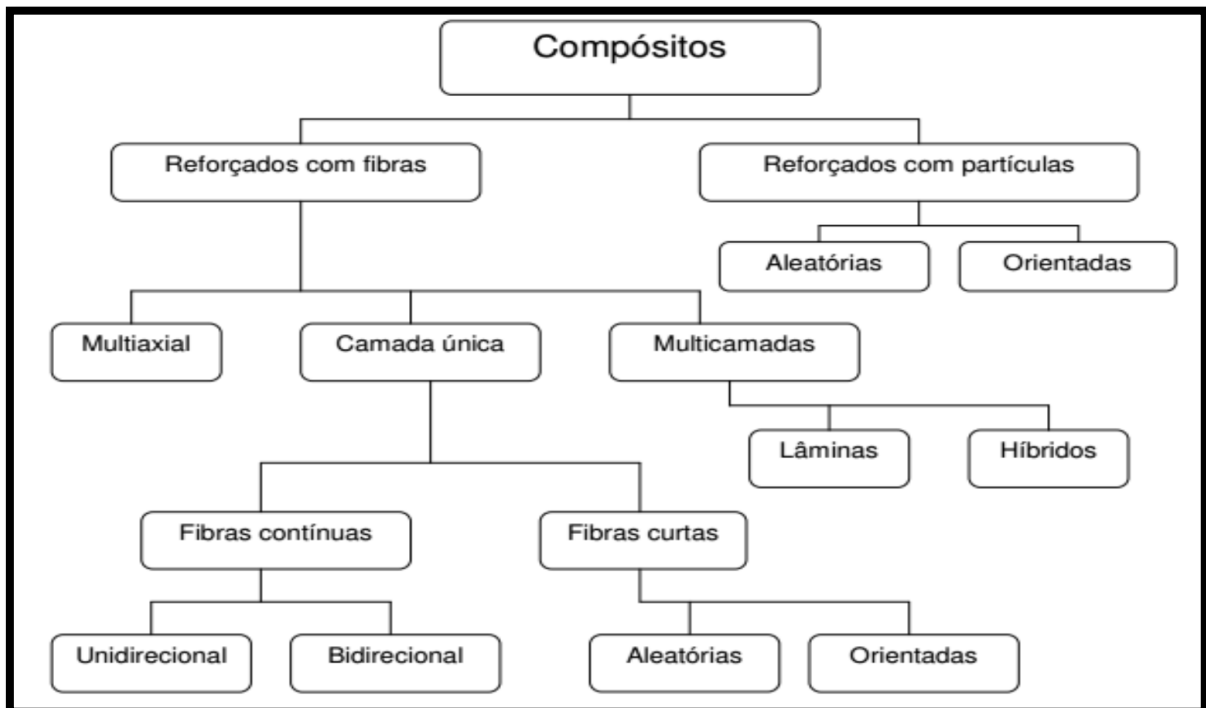 Compósitos
Reforçados com fibras
Reforçados com partículas
Aleatórias
Orientadas
Multiaxial
Camada única
Multicamadas
Lâminas
Híbridos
Fibras contínuas
Fibras curtas
Unidirecional
Bidirecional
Aleatórias
Orientadas